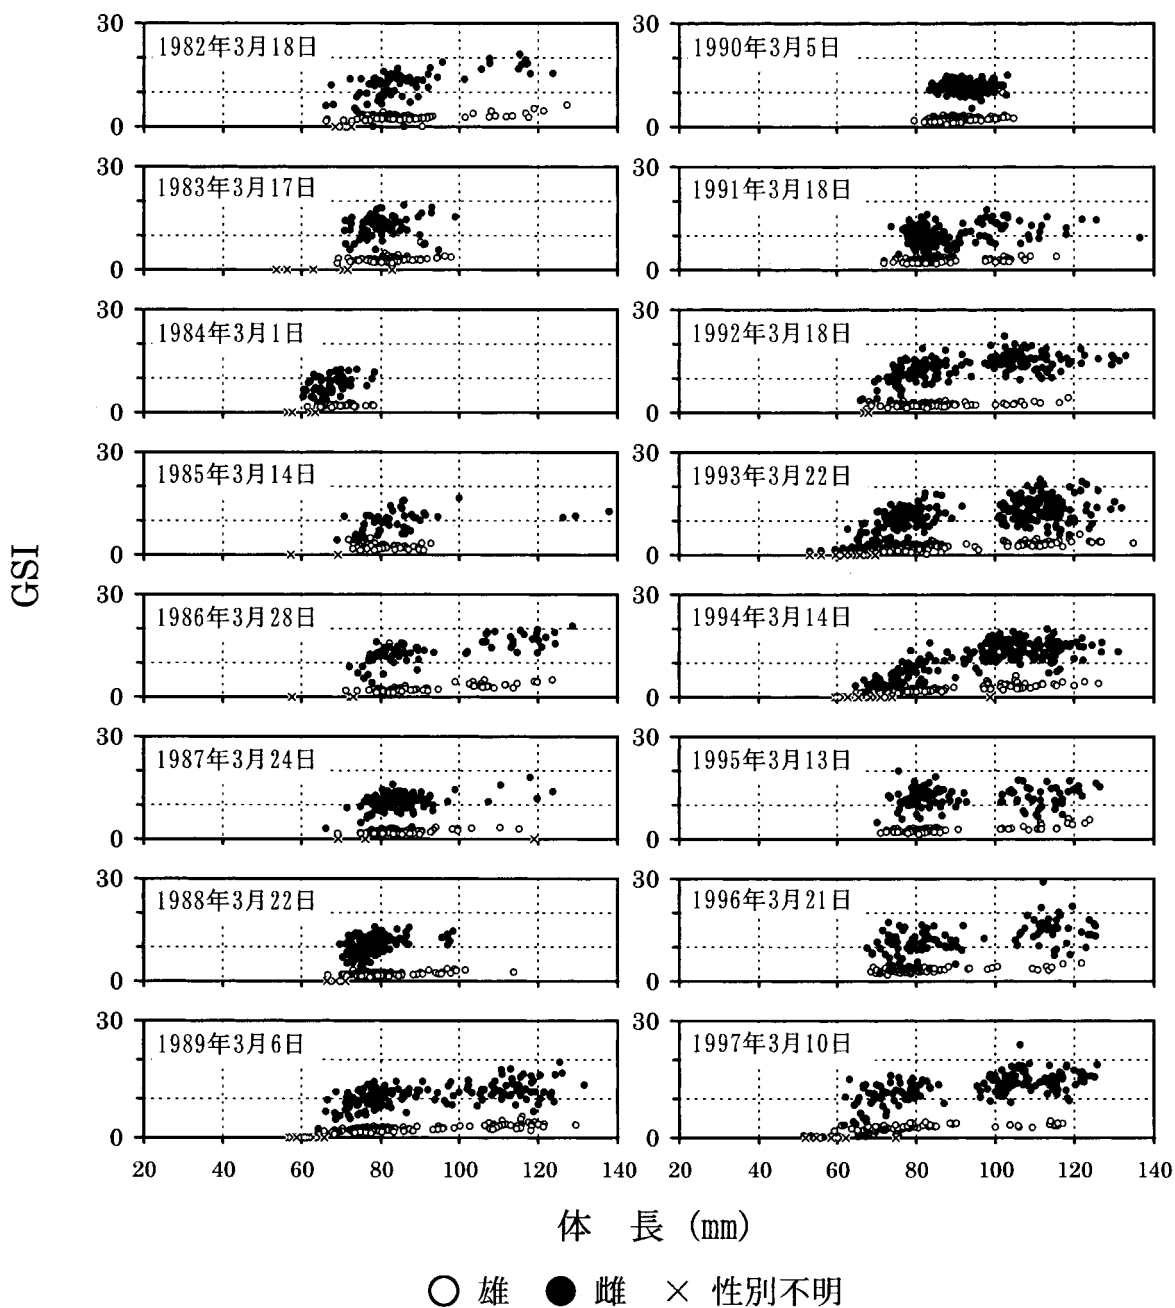 30 1982年3月18日 30 1990年3月5日
0 0
30 1983年3月17日 30 1991年3月18日
0 0
30 1984年3月1日 30 1992年3月18日
0 0
30 1985年3月14日 30 1993年3月22日
0 0
GSI
30 1986年3月28日 30 1994年3月14日
0 0
30 1987年3月24日 30 1995年3月13日
0 0
30 1988年3月22日 30 1996年3月21日
0 0
30 1989年3月6日 30 1997年3月10日
0 0
20 40 60 80 100 120 140 20 40 60 80 100 120 140
体 長 (mm)
○ 雄 ● 雌 × 性別不明